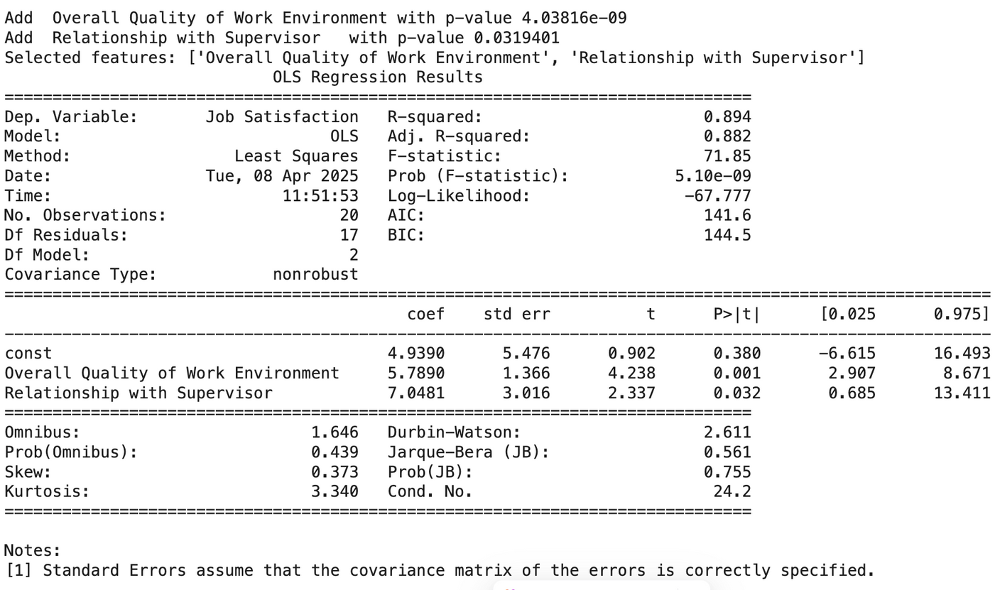 Add  Overall Quality of Work Environment with p-value 4.03816e-09
Add  Relationship with Supervisor   with p-value 0.0319401
Selected features: ['Overall Quality of Work Environment', 'Relationship with Supervisor']
                            OLS Regression Results
==============================================================================
Dep. Variable:       Job Satisfaction   R-squared:                       0.894
Model:                            OLS   Adj. R-squared:                  0.882
Method:                 Least Squares   F-statistic:                     71.85
Date:                Tue, 08 Apr 2025   Prob (F-statistic):           5.10e-09
Time:                        11:51:53   Log-Likelihood:                -67.777
No. Observations:                  20   AIC:                             141.6
Df Residuals:                      17   BIC:                             144.5
Df Model:                           2
Covariance Type:            nonrobust
=======================================================================================================
                                          coef    std err          t      P>|t|      [0.025      0.975]
-------------------------------------------------------------------------------------------------------
const                                   4.9390      5.476      0.902      0.380      -6.615      16.493
Overall Quality of Work Environment     5.7890      1.366      4.238      0.001       2.907       8.671
Relationship with Supervisor            7.0481      3.016      2.337      0.032       0.685      13.411
==============================================================================
Omnibus:                        1.646   Durbin-Watson:                   2.611
Prob(Omnibus):                  0.439   Jarque-Bera (JB):                0.561
Skew:                           0.373   Prob(JB):                        0.755
Kurtosis:                       3.340   Cond. No.                         24.2
==============================================================================
Notes:
[1] Standard Errors assume that the covariance matrix of the errors is correctly specified.